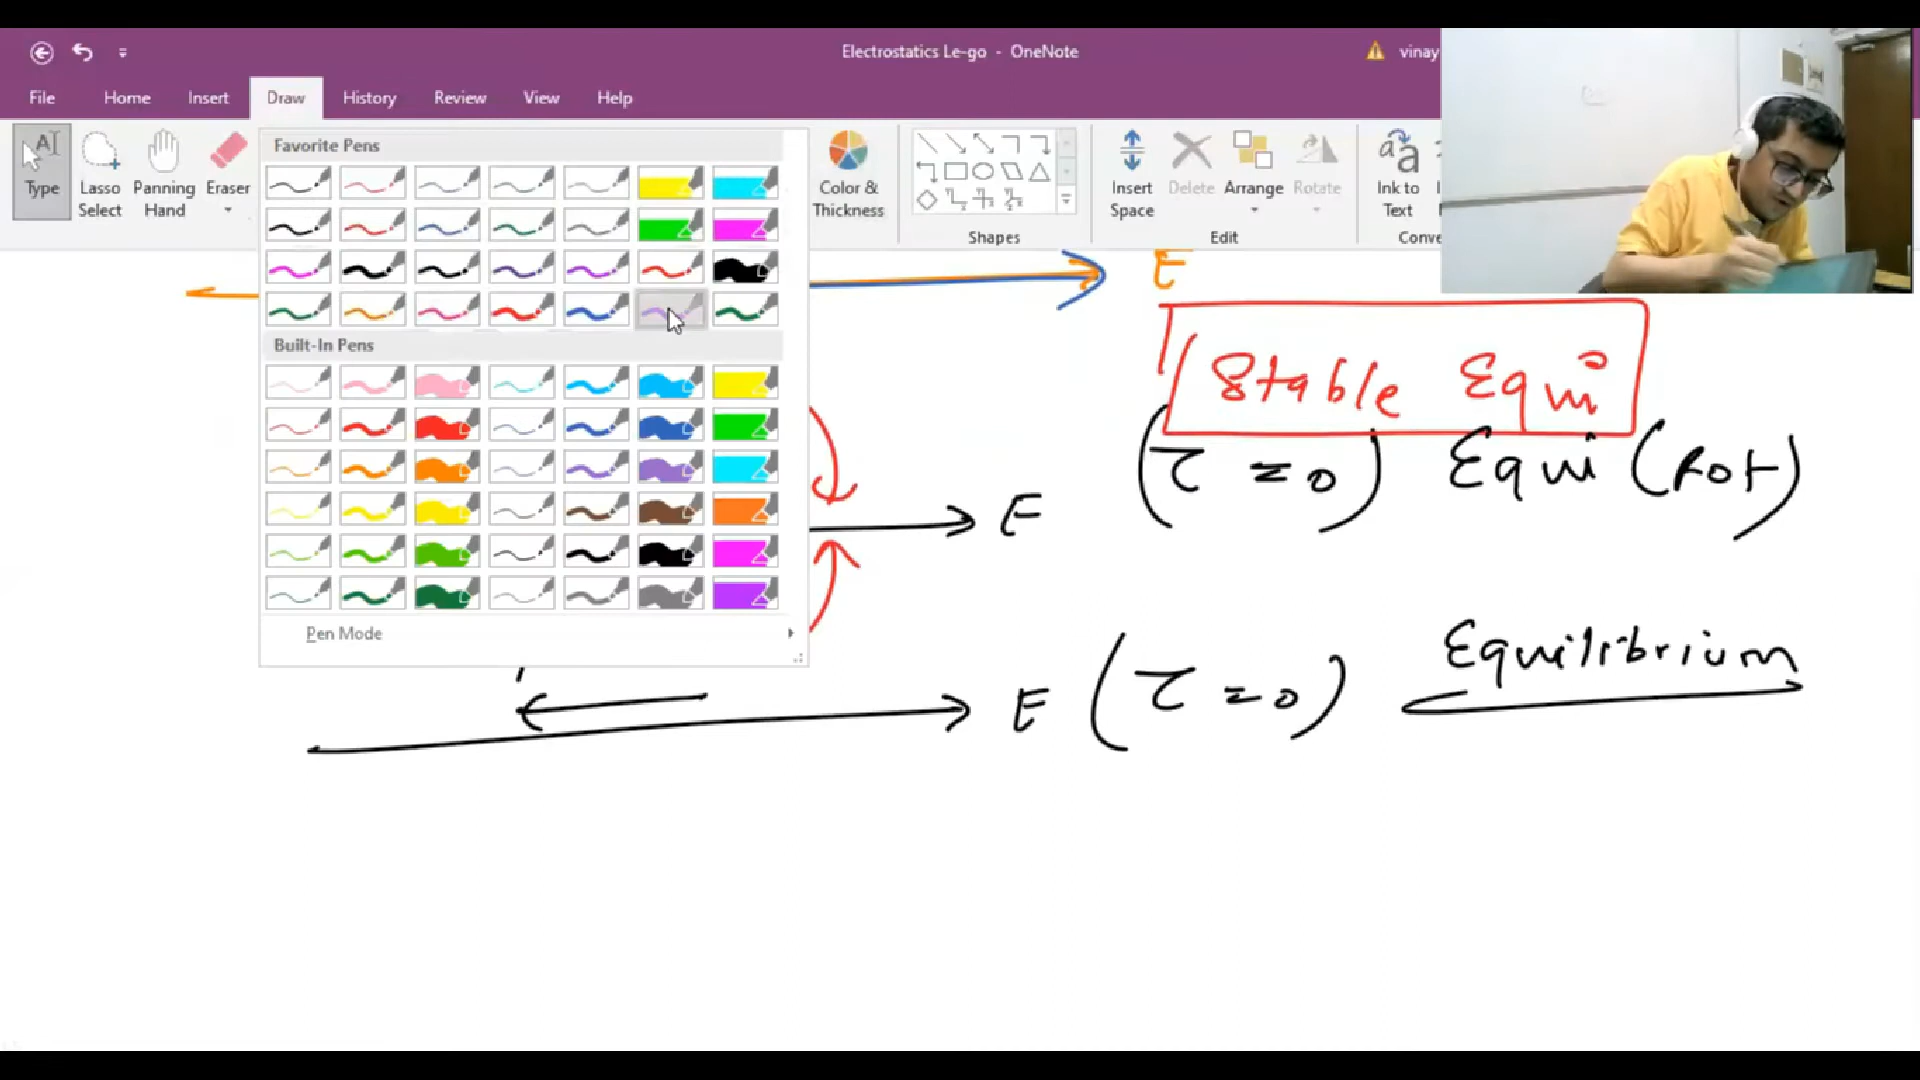 Electrostatics Le-go - OneNote
vinay
File Home Insert Draw History Review View Help
Type
Lasso Select
Panning Hand
Eraser
Favorite Pens
Built-In Pens
Pen Mode
Color & Thickness
Shapes
Insert Space
Delete
Arrange
Rotate
Edit
Ink to Text
Conve
E
Stable Equi
E (τ = 0) Equi (Rot)
E (τ = 0) Equilibrium